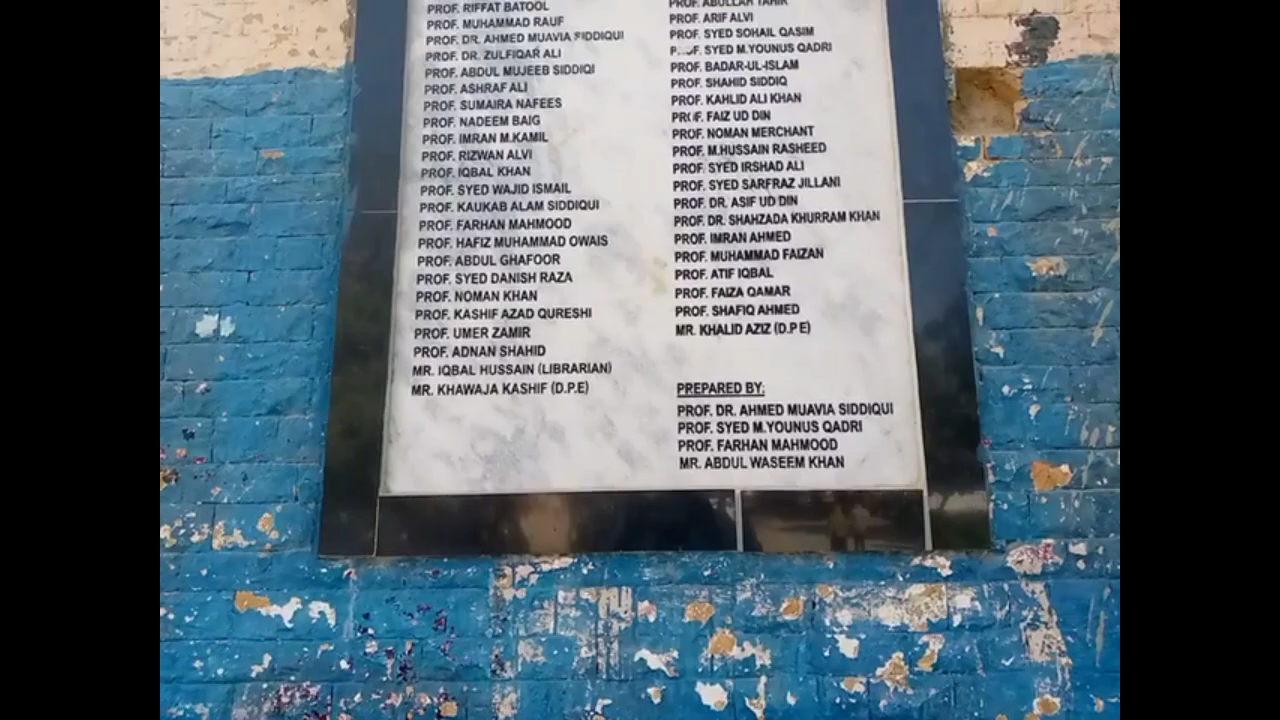 PROF. RIFFAT BATOOL
PROF. MUHAMMAD RAUF
PROF. DR. AHMED MUAVIA SIDDIQUI
PROF. DR. ZULFIQAR ALI
PROF. ABDUL MUJEEB SIDDIQI
PROF. ASHRAF ALI
PROF. SUMAIRA NAFEES
PROF. NADEEM BAIG
PROF. IMRAN M.KAMIL
PROF. RIZWAN ALVI
PROF. IQBAL KHAN
PROF. SYED WAJID ISMAIL
PROF. KAUKAB ALAM SIDDIQUI
PROF. FARHAN MAHMOOD
PROF. HAFIZ MUHAMMAD OWAIS
PROF. ABDUL GHAFOOR
PROF. SYED DANISH RAZA
PROF. NOMAN KHAN
PROF. KASHIF AZAD QURESHI
PROF. UMER ZAMIR
PROF. ADNAN SHAHID
MR. IQBAL HUSSAIN (LIBRARIAN)
MR. KHAWAJA KASHIF (D.P.E)
PROF. ABULLAH TAHIR
PROF. ARIF ALVI
PROF. SYED SOHAIL QASIM
PROF. SYED M.YOUNUS QADRI
PROF. BADAR-UL-ISLAM
PROF. SHAHID SIDDIQ
PROF. KAHLID ALI KHAN
PROF. FAIZ UD DIN
PROF. NOMAN MERCHANT
PROF. M.HUSSAIN RASHEED
PROF. SYED IRSHAD ALI
PROF. SYED SARFRAZ JILLANI
PROF. DR. ASIF UD DIN
PROF. DR. SHAHZADA KHURRAM KHAN
PROF. IMRAN AHMED
PROF. MUHAMMAD FAIZAN
PROF. ATIF IQBAL
PROF. FAIZA QAMAR
PROF. SHAFIQ AHMED
MR. KHALID AZIZ (D.P.E)
PREPARED BY:
PROF. DR. AHMED MUAVIA SIDDIQUI
PROF. SYED M.YOUNUS QADRI
PROF. FARHAN MAHMOOD
MR. ABDUL WASEEM KHAN